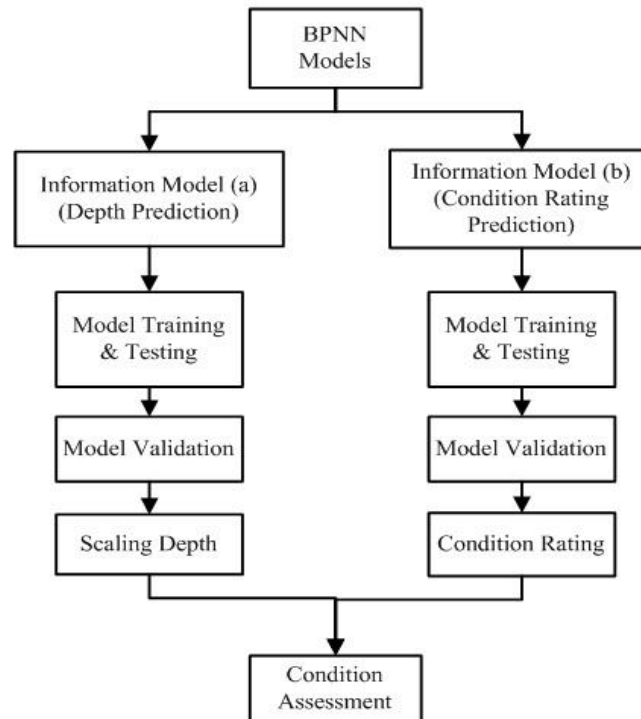 BPNN
Models
Information Model (a)
(Depth Prediction)
Information Model (b)
(Condition Rating
Prediction)
Model Training
& Testing
Model Training
& Testing
Model Validation
Model Validation
Scaling Depth
Condition Rating
Condition
Assessment